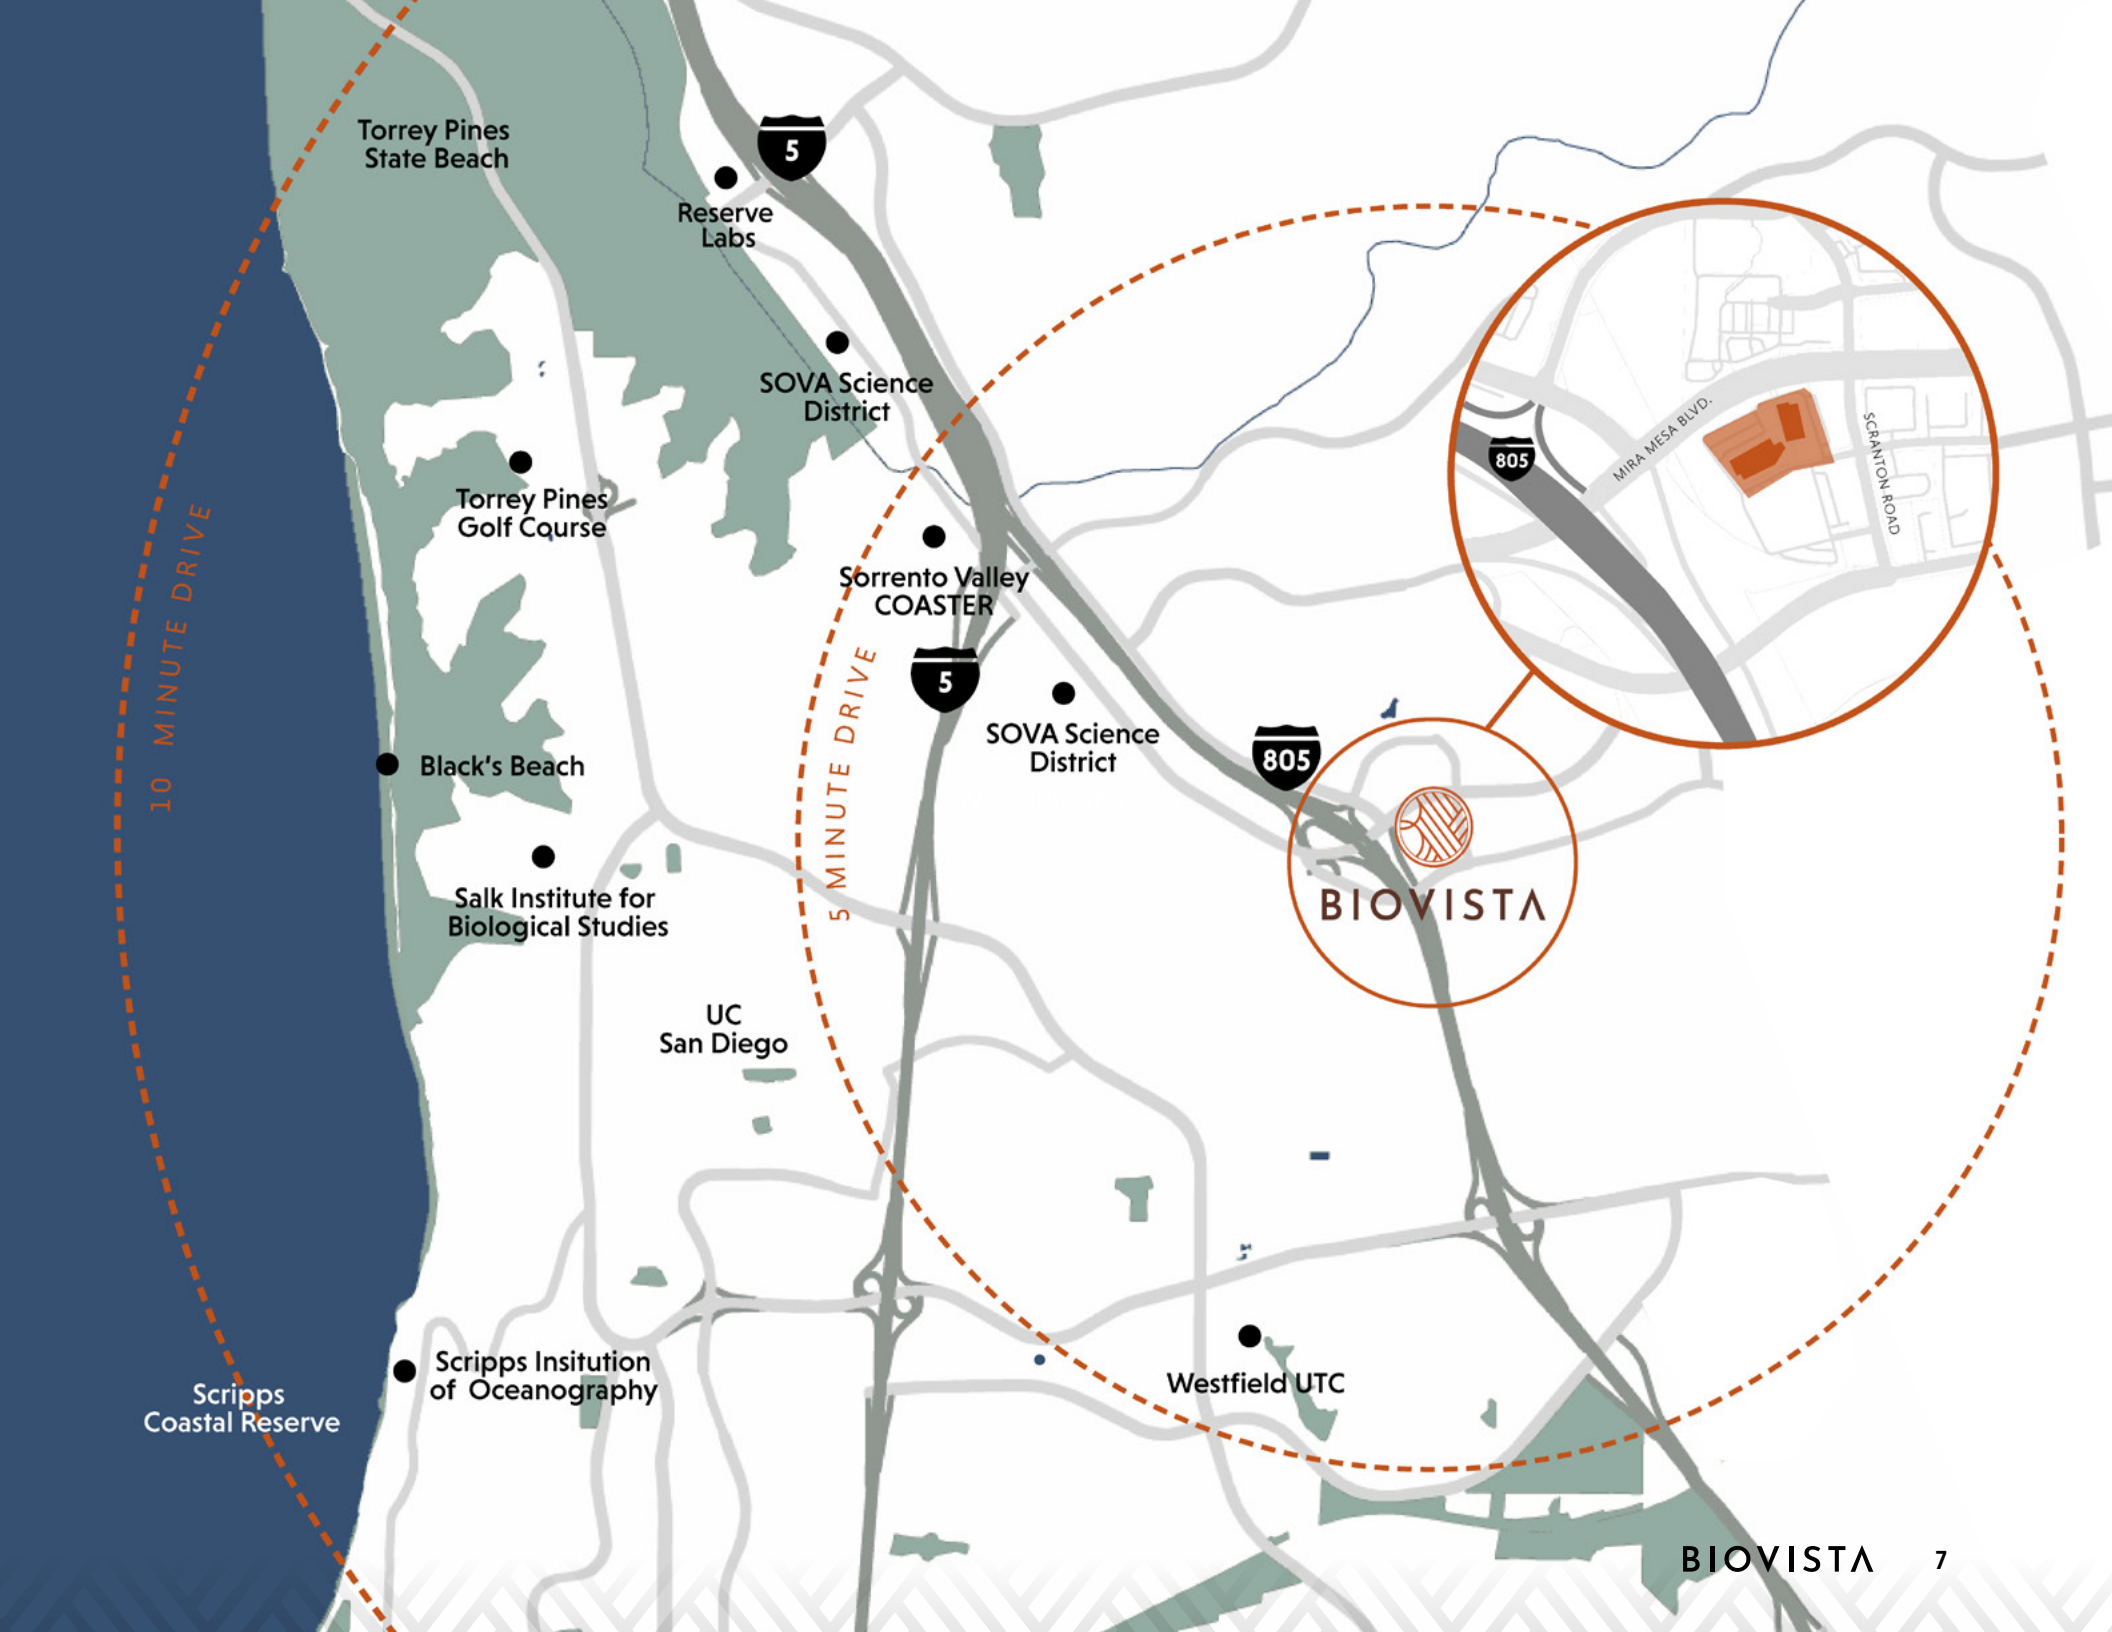 Torrey Pines
State Beach
5
Reserve
Labs
SOVA Science
District
805
MIRA MESA BLVD.
SCRANTON ROAD
Torrey Pines
Golf Course
10 MINUTE DRIVE
Sorrento Valley
COASTER
5
5 MINUTE DRIVE
SOVA Science
District
805
Black's Beach
BIOVISTA
Salk Institute for
Biological Studies
UC
San Diego
Scripps Insitution
of Oceanography
Scripps
Coastal Reserve
Westfield UTC
BIOVISTA 7